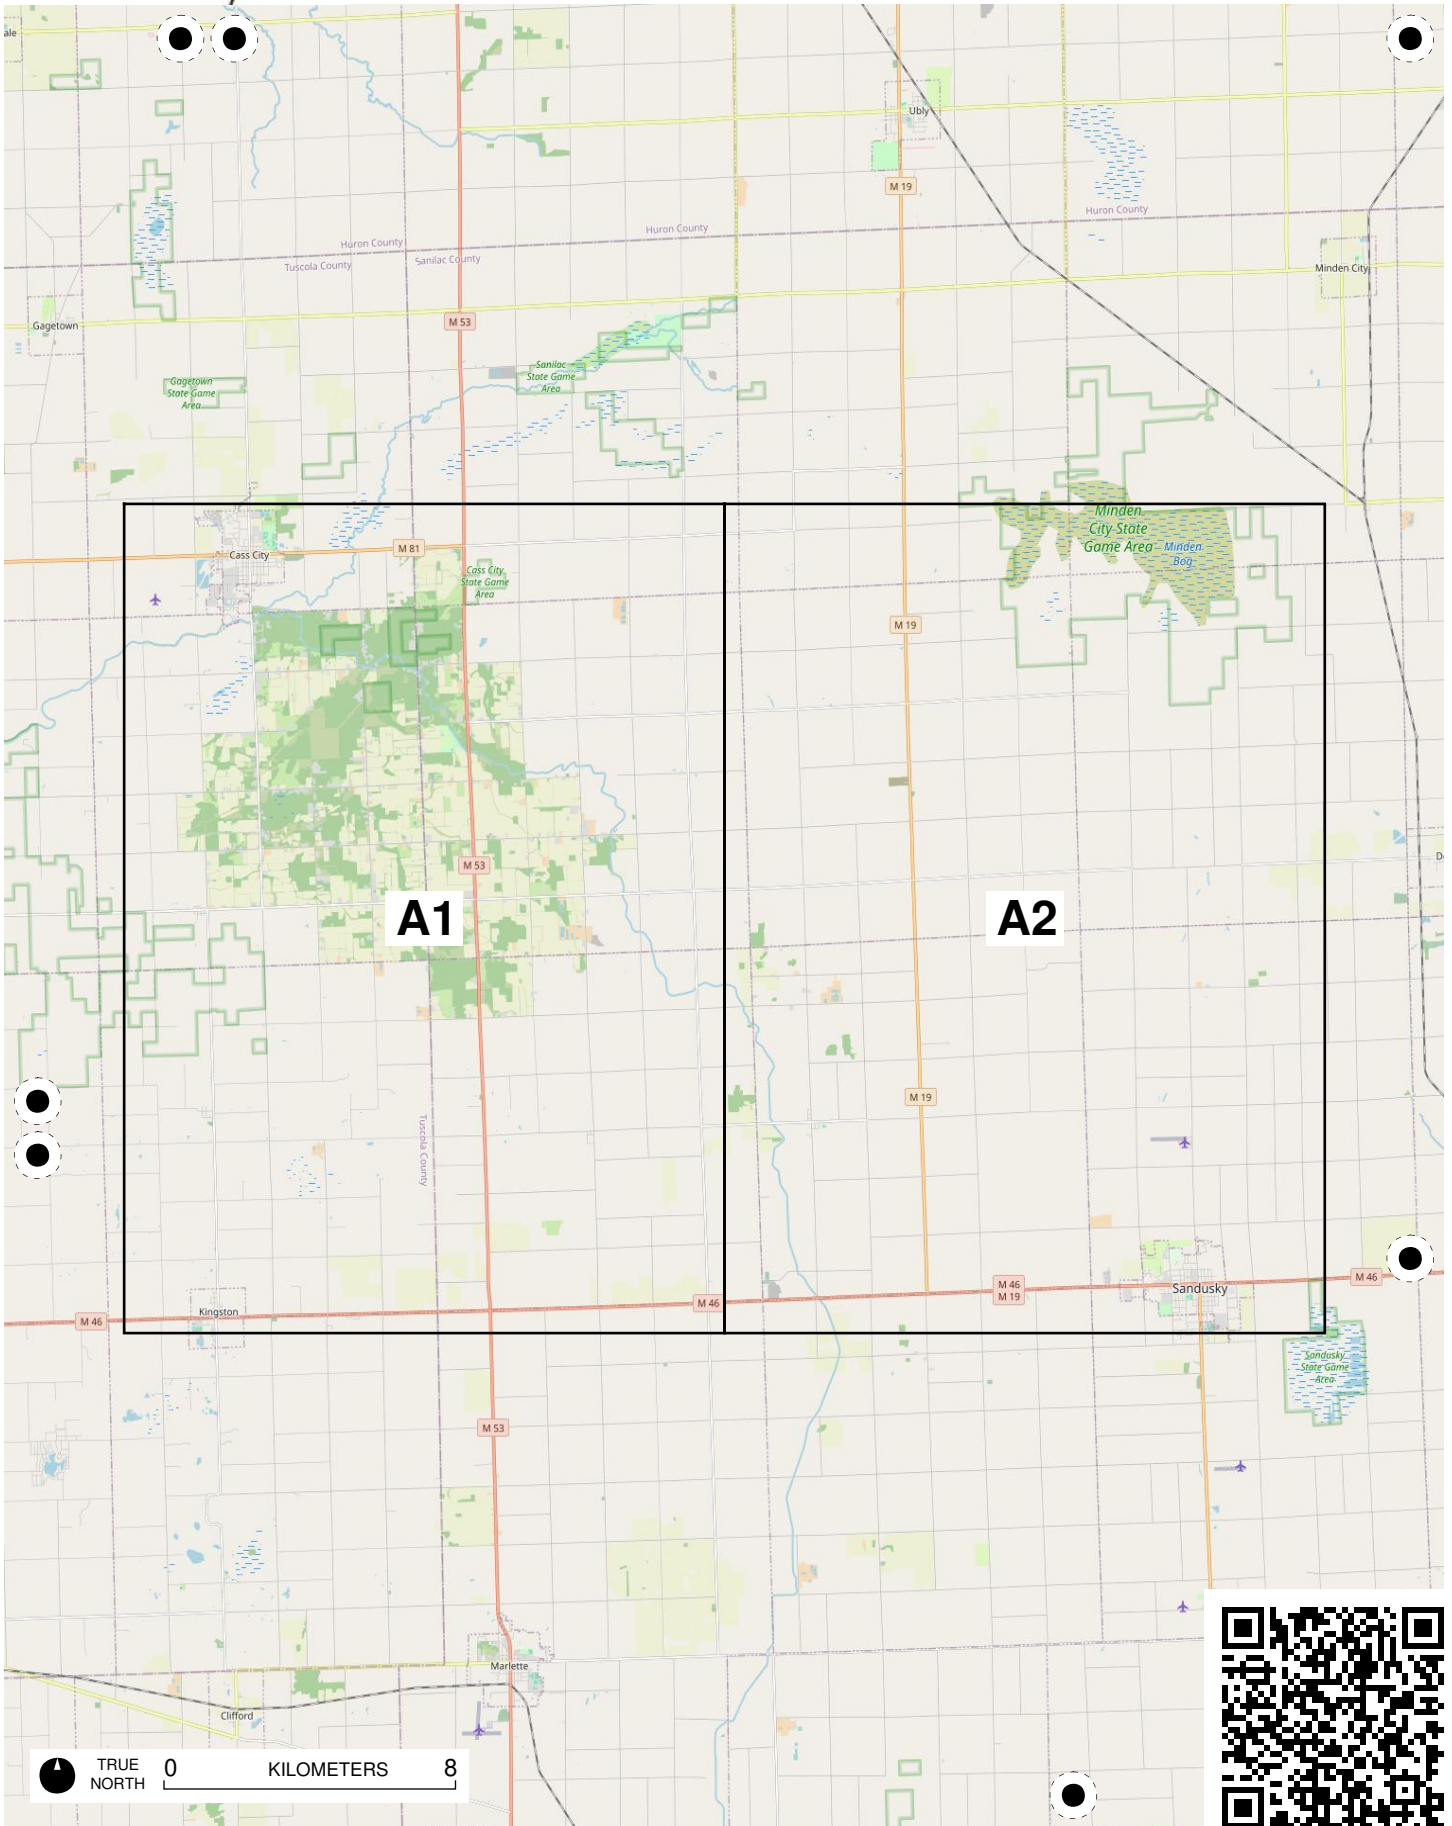 ale
Ubly
M 19
Huron County
Huron County
Huron County
Tuscola County
Sanilac County
Minden City
Gagetown
M 53
Sanilac
State Game
Area
Gagetown
State Game
Area
Minden
City State
Game Area
Minden
Bog
M 81
Cass City
Cass City
State Game
Area
M 19
M 53
A1
A2
M 19
Tuscola County
M 46
M 46
M 19
Sandusky
M 46
Kingston
M 46
Sandusky
State Game
Area
M 53
Marlette
Clifford
TRUE
NORTH
0
KILOMETERS
8